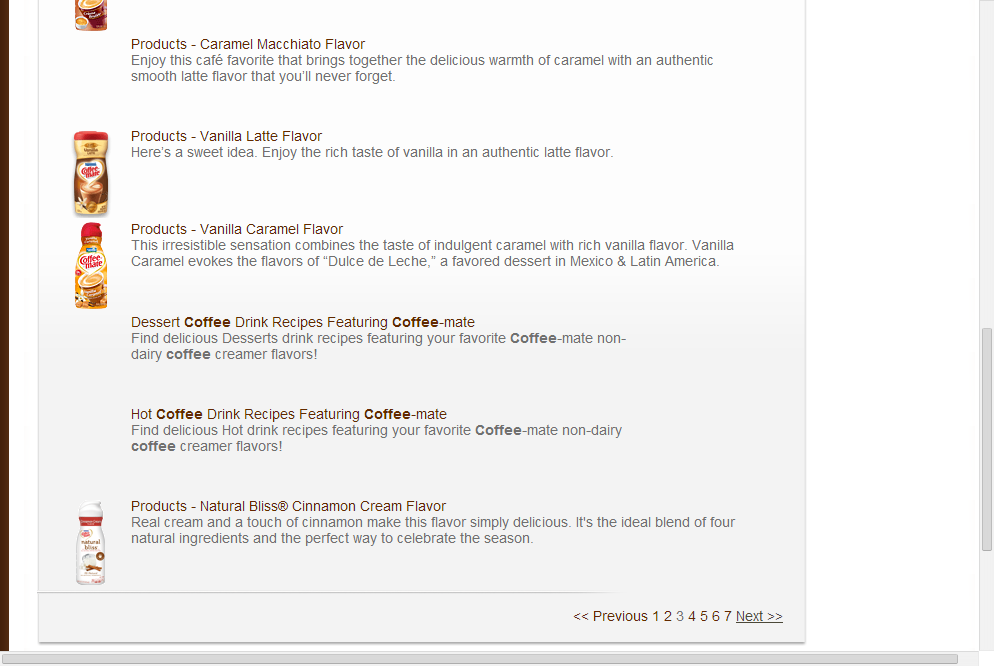 Products - Caramel Macchiato Flavor
Enjoy this café favorite that brings together the delicious warmth of caramel with an authentic
smooth latte flavor that you’ll never forget.
Products - Vanilla Latte Flavor
Here’s a sweet idea. Enjoy the rich taste of vanilla in an authentic latte flavor.
Coffee-mate
Products - Vanilla Caramel Flavor
This irresistible sensation combines the taste of indulgent caramel with rich vanilla flavor. Vanilla
Caramel evokes the flavors of “Dulce de Leche,” a favored dessert in Mexico & Latin America.
Coffee-mate
Dessert Coffee Drink Recipes Featuring Coffee-mate
Find delicious Desserts drink recipes featuring your favorite Coffee-mate non-
dairy coffee creamer flavors!
Hot Coffee Drink Recipes Featuring Coffee-mate
Find delicious Hot drink recipes featuring your favorite Coffee-mate non-dairy
coffee creamer flavors!
Products - Natural Bliss® Cinnamon Cream Flavor
Real cream and a touch of cinnamon make this flavor simply delicious. It's the ideal blend of four
natural ingredients and the perfect way to celebrate the season.
natural
bliss
<< Previous 1 2 3 4 5 6 7 Next >>